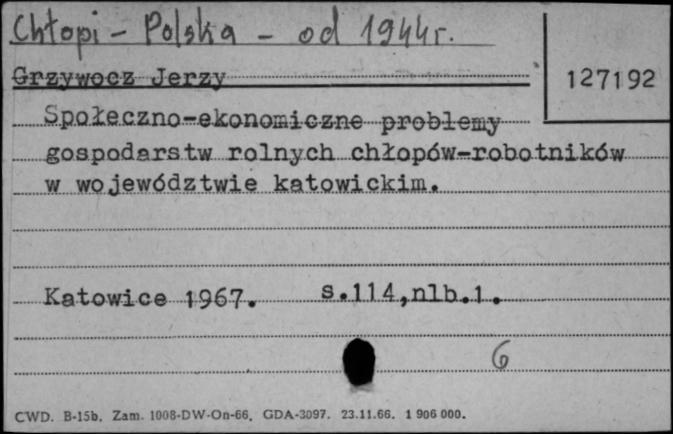 Chłopi - Polska - od 1944r.
Grzywocz Jerzy
127192
Społeczno-ekonomiczne problemy
gospodarstw rolnych chłopów-robotników
w województwie katowickim.
Katowice 1967. s.114,nlb.1.
6
CWD. B-15b. Zam. 1008-DW-On-66. GDA-3097. 23.11.66. 1 906 000.